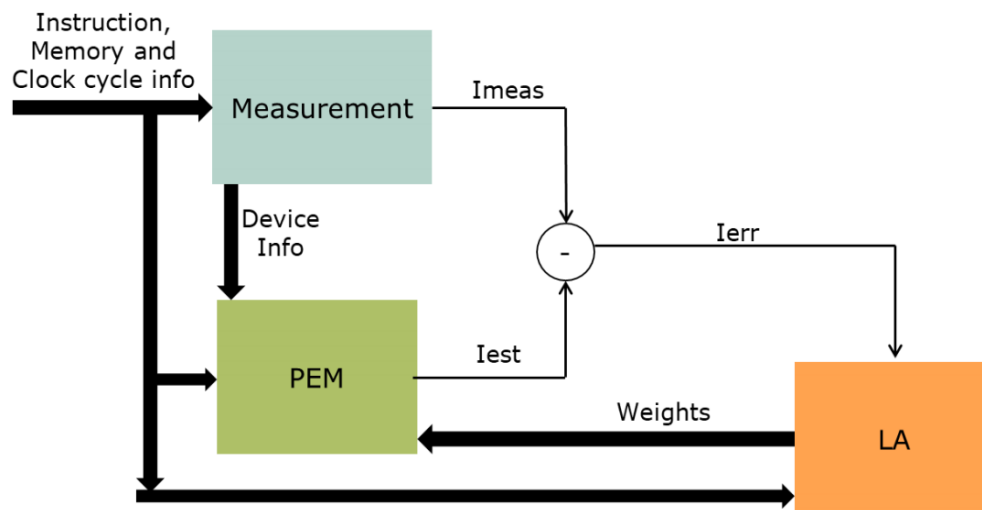 Instruction,
Memory and
Clock cycle info
Measurement
Imeas
Device
Info
-
Ierr
PEM
Iest
Weights
LA